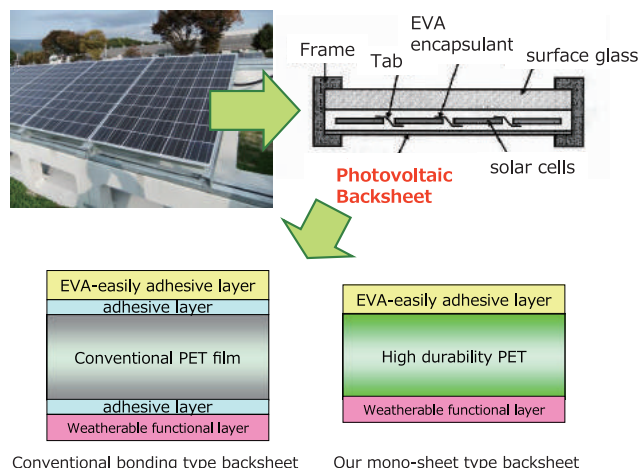 EVA
encapsulant
Frame
Tab
surface glass
solar cells
Photovoltaic
Backsheet
EVA-easily adhesive layer
adhesive layer
Conventional PET film
adhesive layer
Weatherable functional layer
Conventional bonding type backsheet
EVA-easily adhesive layer
High durability PET
Weatherable functional layer
Our mono-sheet type backsheet